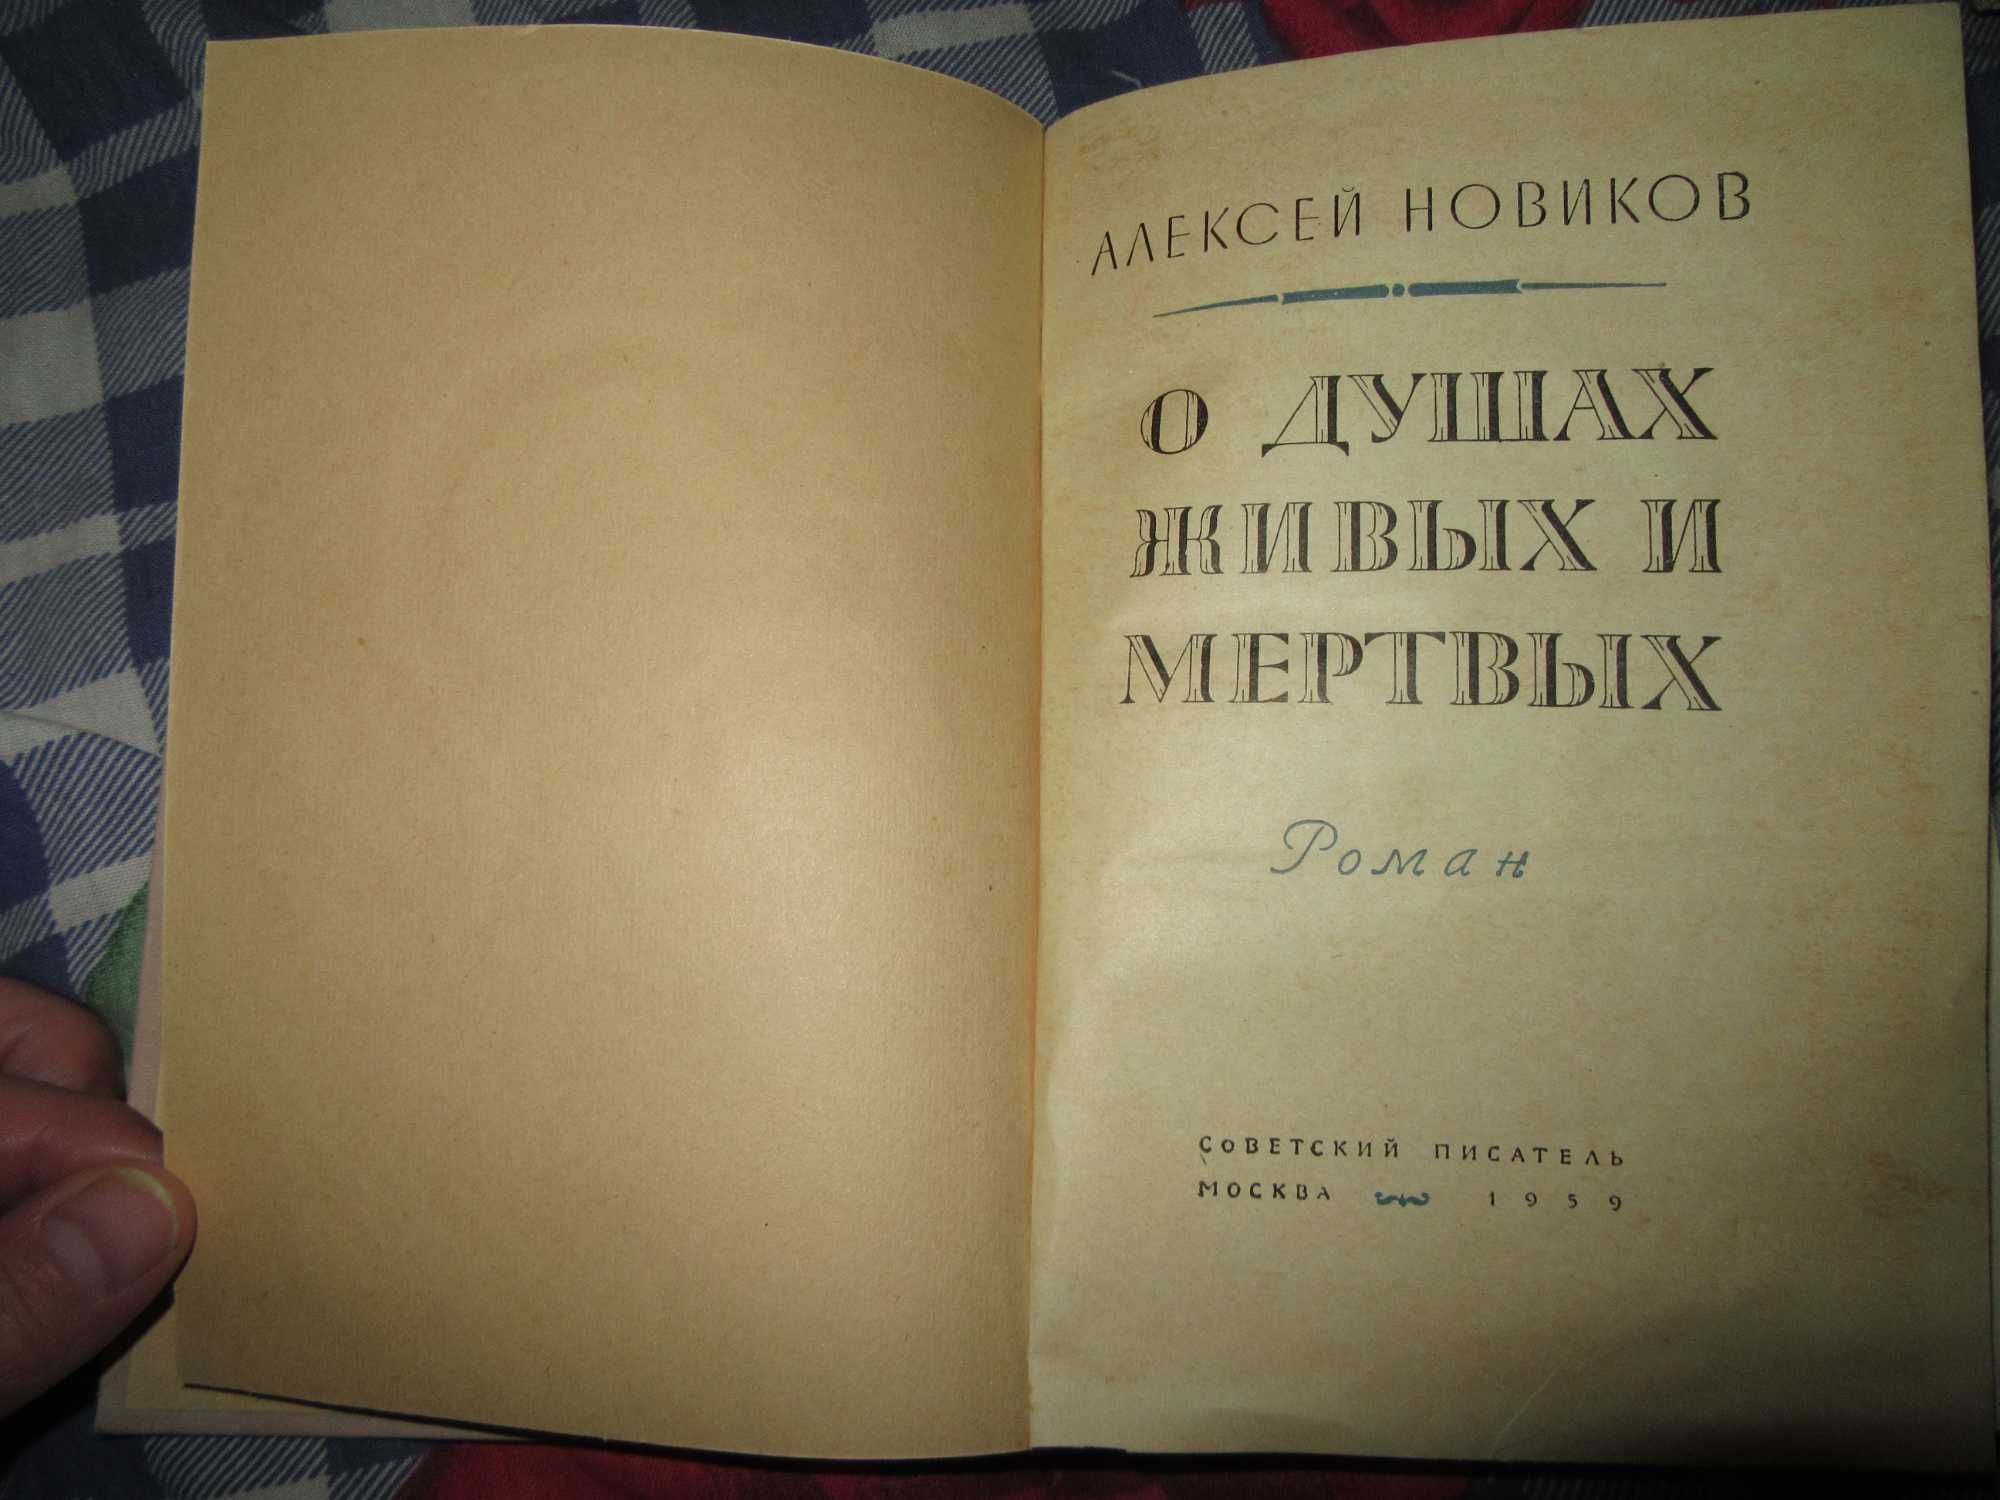 АЛЕКСЕЙ НОВИКОВ
О ДУШАХ
ЖИВЫХ И
МЕРТВЫХ
Роман
СОВЕТСКИЙ ПИСАТЕЛЬ
МОСКВА 1959